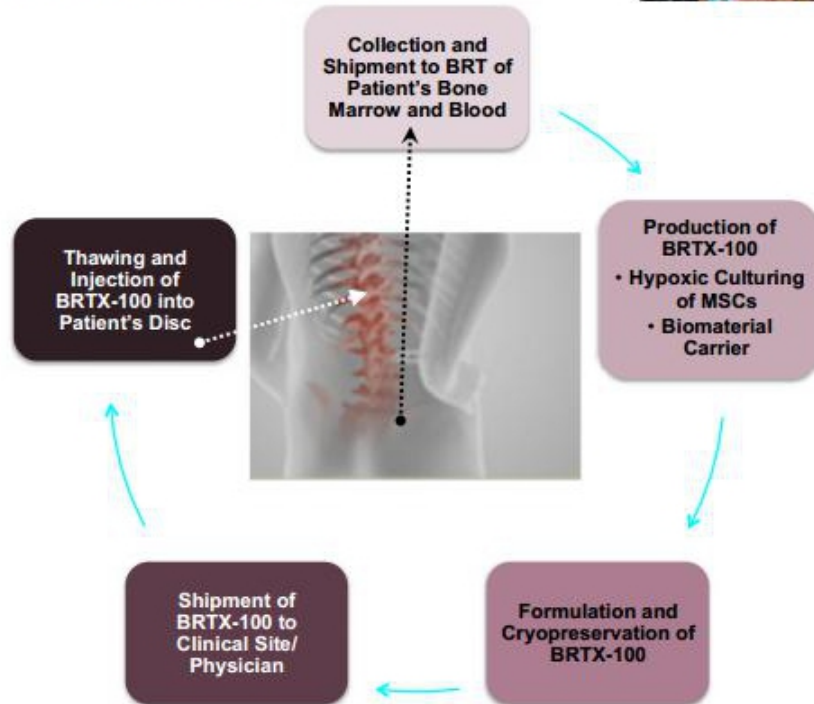 Collection and
Shipment to BRT of
Patient's Bone
Marrow and Blood
Production of
BRTX-100
• Hypoxic Culturing
of MSCs
• Biomaterial
Carrier
Formulation and
Cryopreservation of
BRTX-100
Shipment of
BRTX-100 to
Clinical Site/
Physician
Thawing and
Injection of
BRTX-100 into
Patient's Disc